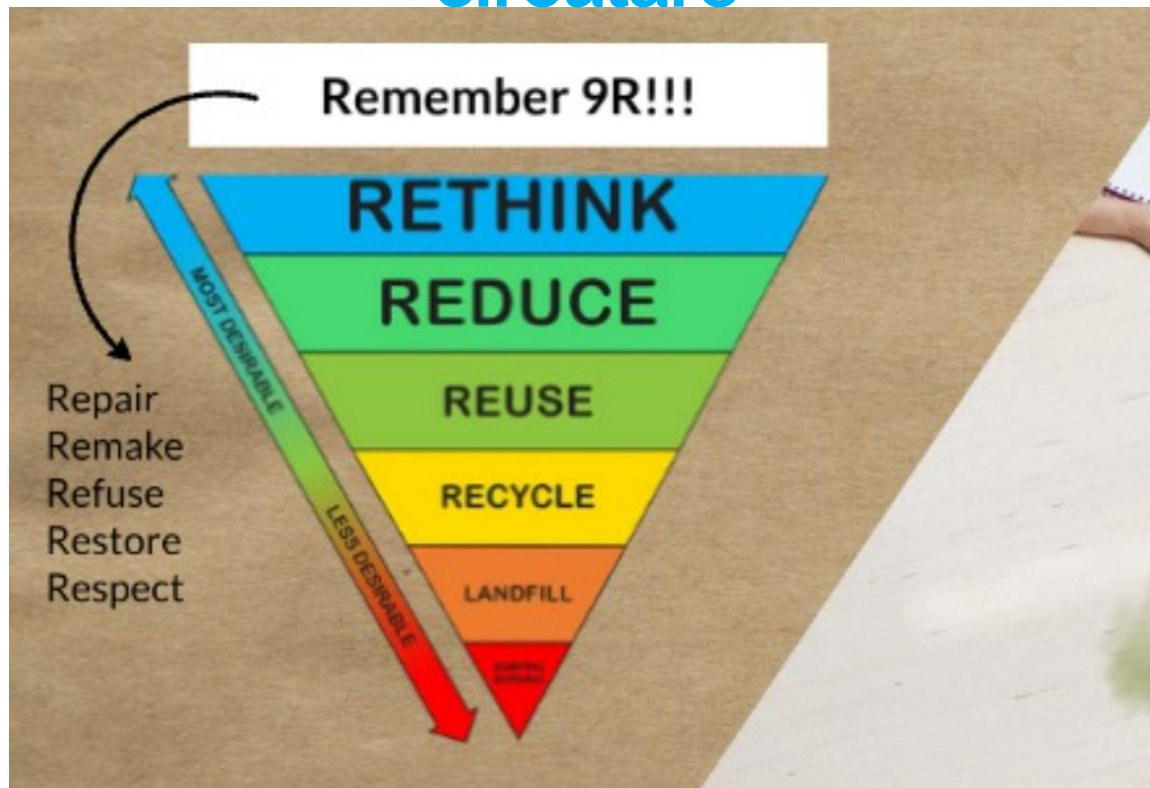 Remember 9R!!!
RETHINK
REDUCE
REUSE
RECYCLE
LANDFILL
MOST DESIRABLE
LESS DESIRABLE
Repair
Remake
Refuse
Restore
Respect